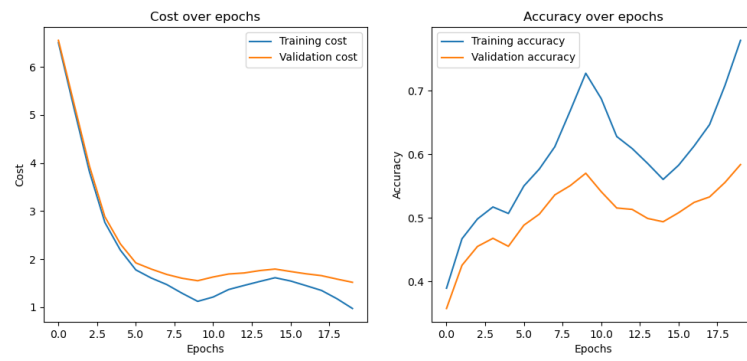 Cost over epochs
Training cost
Validation cost
6
5
4
3
2
1
Cost
0.0 2.5 5.0 7.5 10.0 12.5 15.0 17.5
Epochs
Accuracy over epochs
Training accuracy
Validation accuracy
0.7
0.6
0.5
0.4
Accuracy
0.0 2.5 5.0 7.5 10.0 12.5 15.0 17.5
Epochs